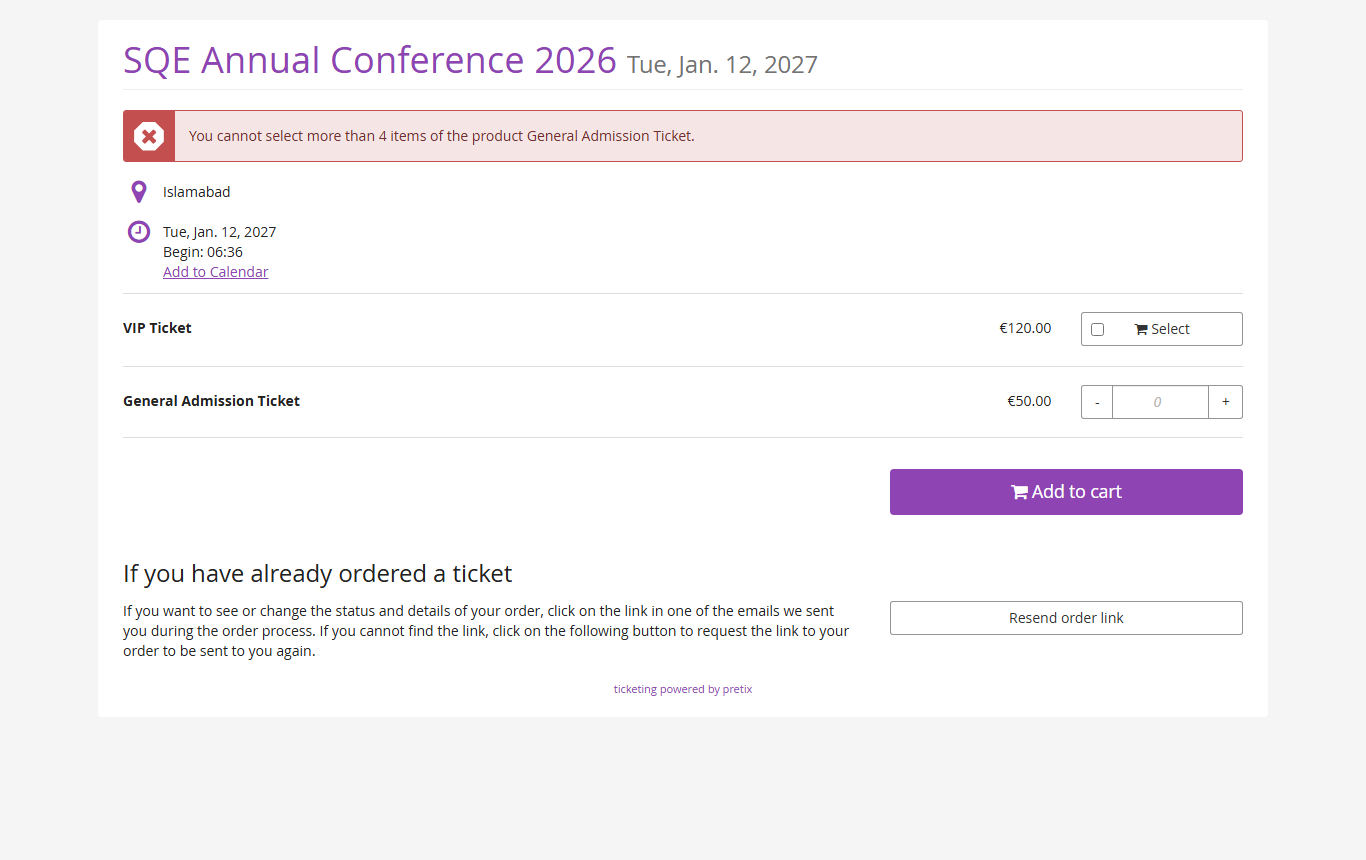 SQE Annual Conference 2026 Tue, Jan. 12, 2027
You cannot select more than 4 items of the product General Admission Ticket.
Islamabad
Tue, Jan. 12, 2027
Begin: 06:36
Add to Calendar
VIP Ticket €120.00 Select
General Admission Ticket €50.00 - 0 +
Add to cart
If you have already ordered a ticket
If you want to see or change the status and details of your order, click on the link in one of the emails we sent
you during the order process. If you cannot find the link, click on the following button to request the link to your
order to be sent to you again.
Resend order link
ticketing powered by pretix